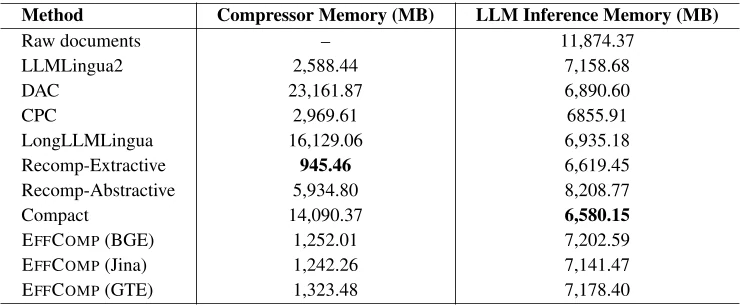 Method Compressor Memory (MB) LLM Inference Memory (MB)
Raw documents – 11,874.37
LLMLingua2 2,588.44 7,158.68
DAC 23,161.87 6,890.60
CPC 2,969.61 6855.91
LongLLMLingua 16,129.06 6,935.18
Recomp-Extractive 945.46 6,619.45
Recomp-Abstractive 5,934.80 8,208.77
Compact 14,090.37 6,580.15
EFFCOMP (BGE) 1,252.01 7,202.59
EFFCOMP (Jina) 1,242.26 7,141.47
EFFCOMP (GTE) 1,323.48 7,178.40